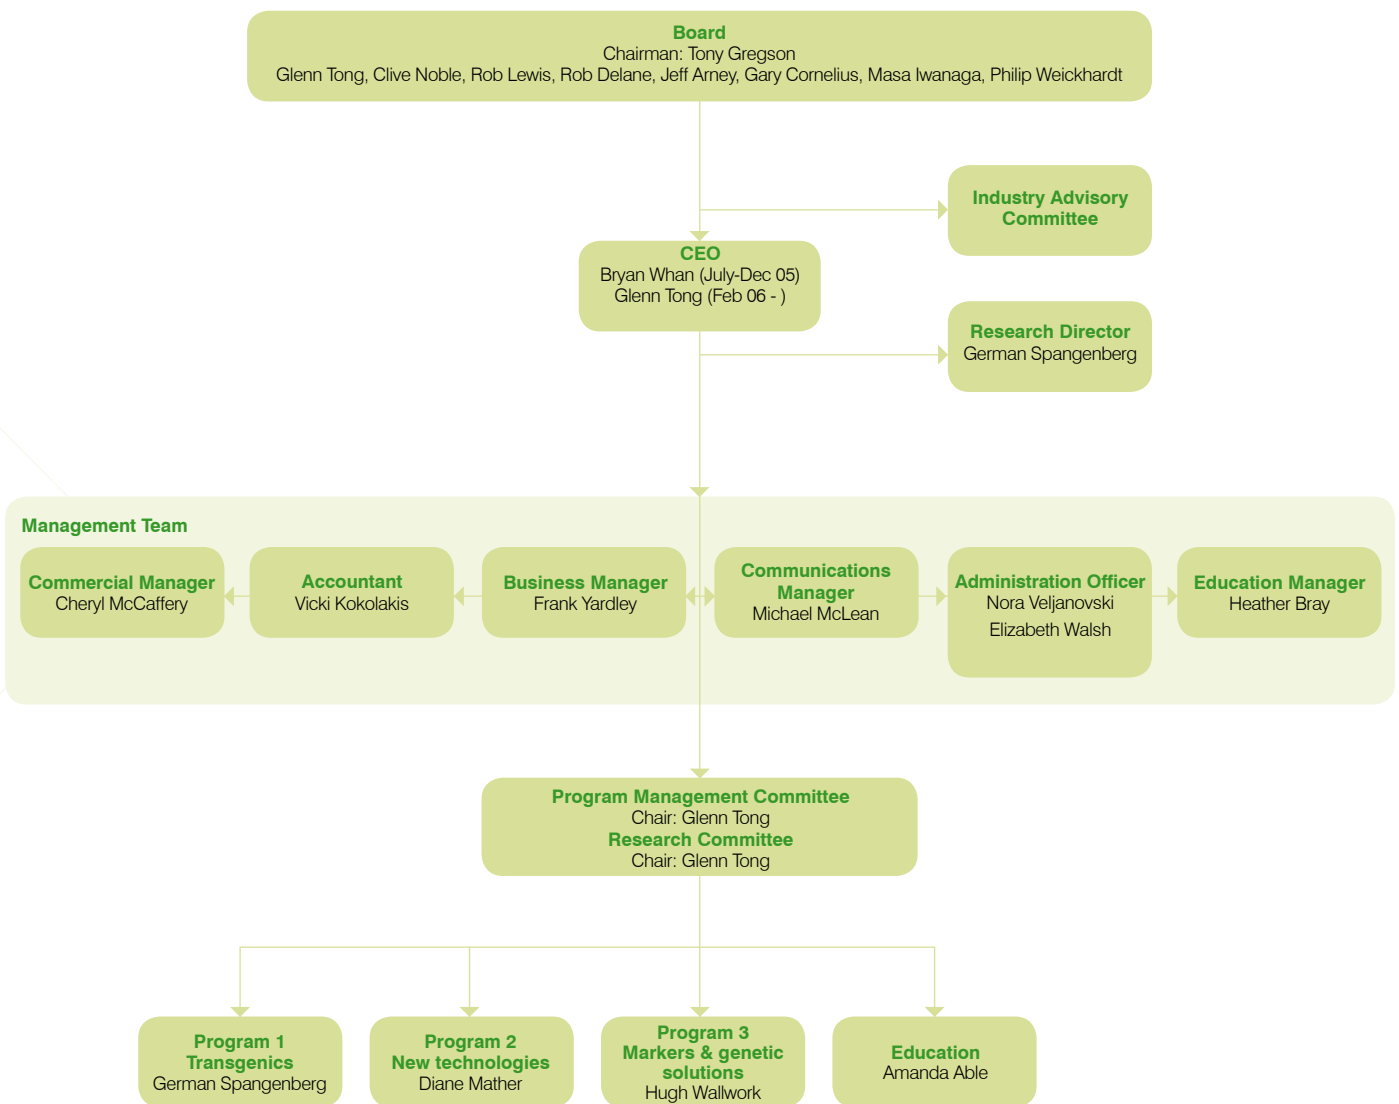 Board
Chairman: Tony Gregson
Glenn Tong, Clive Noble, Rob Lewis, Rob Delane, Jeff Arney, Gary Cornelius, Masa Iwanaga, Philip Weickhardt
Industry Advisory
Committee
CEO
Bryan Whan (July-Dec 05)
Glenn Tong (Feb 06 - )
Research Director
German Spangenberg
Management Team
Commercial Manager
Cheryl McCaffery
Accountant
Vicki Kokolakis
Business Manager
Frank Yardley
Communications
Manager
Michael McLean
Administration Officer
Nora Veljanovski
Elizabeth Walsh
Education Manager
Heather Bray
Program Management Committee
Chair: Glenn Tong
Research Committee
Chair: Glenn Tong
Program 1
Transgenics
German Spangenberg
Program 2
New technologies
Diane Mather
Program 3
Markers & genetic
solutions
Hugh Wallwork
Education
Amanda Able